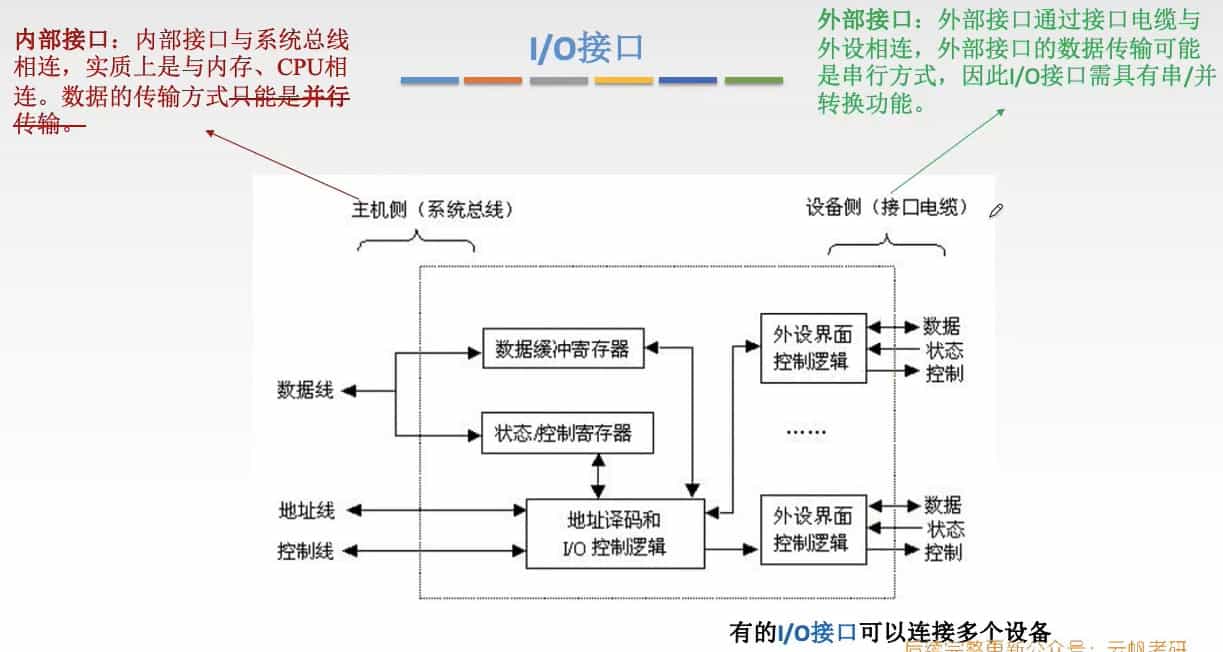 I/O接口
内部接口：内部接口与系统总线
相连，实质上是与内存、CPU相
连。数据的传输方式只能是并行
传输。
外部接口：外部接口通过接口电缆与
外设相连，外部接口的数据传输可能
是串行方式，因此I/O接口需具有串/并
转换功能。
主机侧（系统总线）
设备侧（接口电缆）
数据缓冲寄存器
外设界面
控制逻辑
数据
状态
控制
数据线
状态/控制寄存器
……
地址线
控制线
地址译码和
I/O 控制逻辑
外设界面
控制逻辑
数据
状态
控制
有的I/O接口可以连接多个设备
后续完整更新公众号：云帆考研